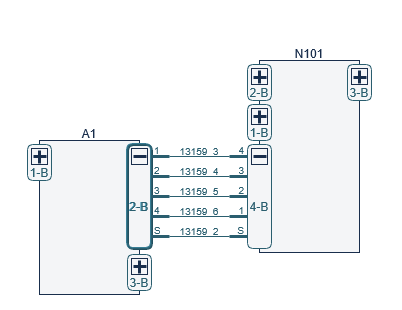 N101
2-B
3-B
1-B
A1
1 13159 3 4
1-B
2 13159 4 3
3 13159 5 2
2-B
4-B
4 13159 6 1
S 13159 2 S
3-B